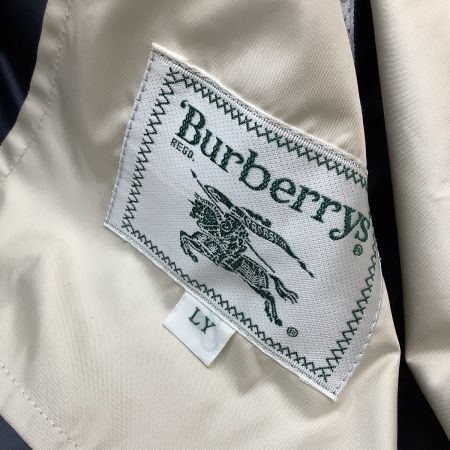 Burberrys
REGD.
®
LY